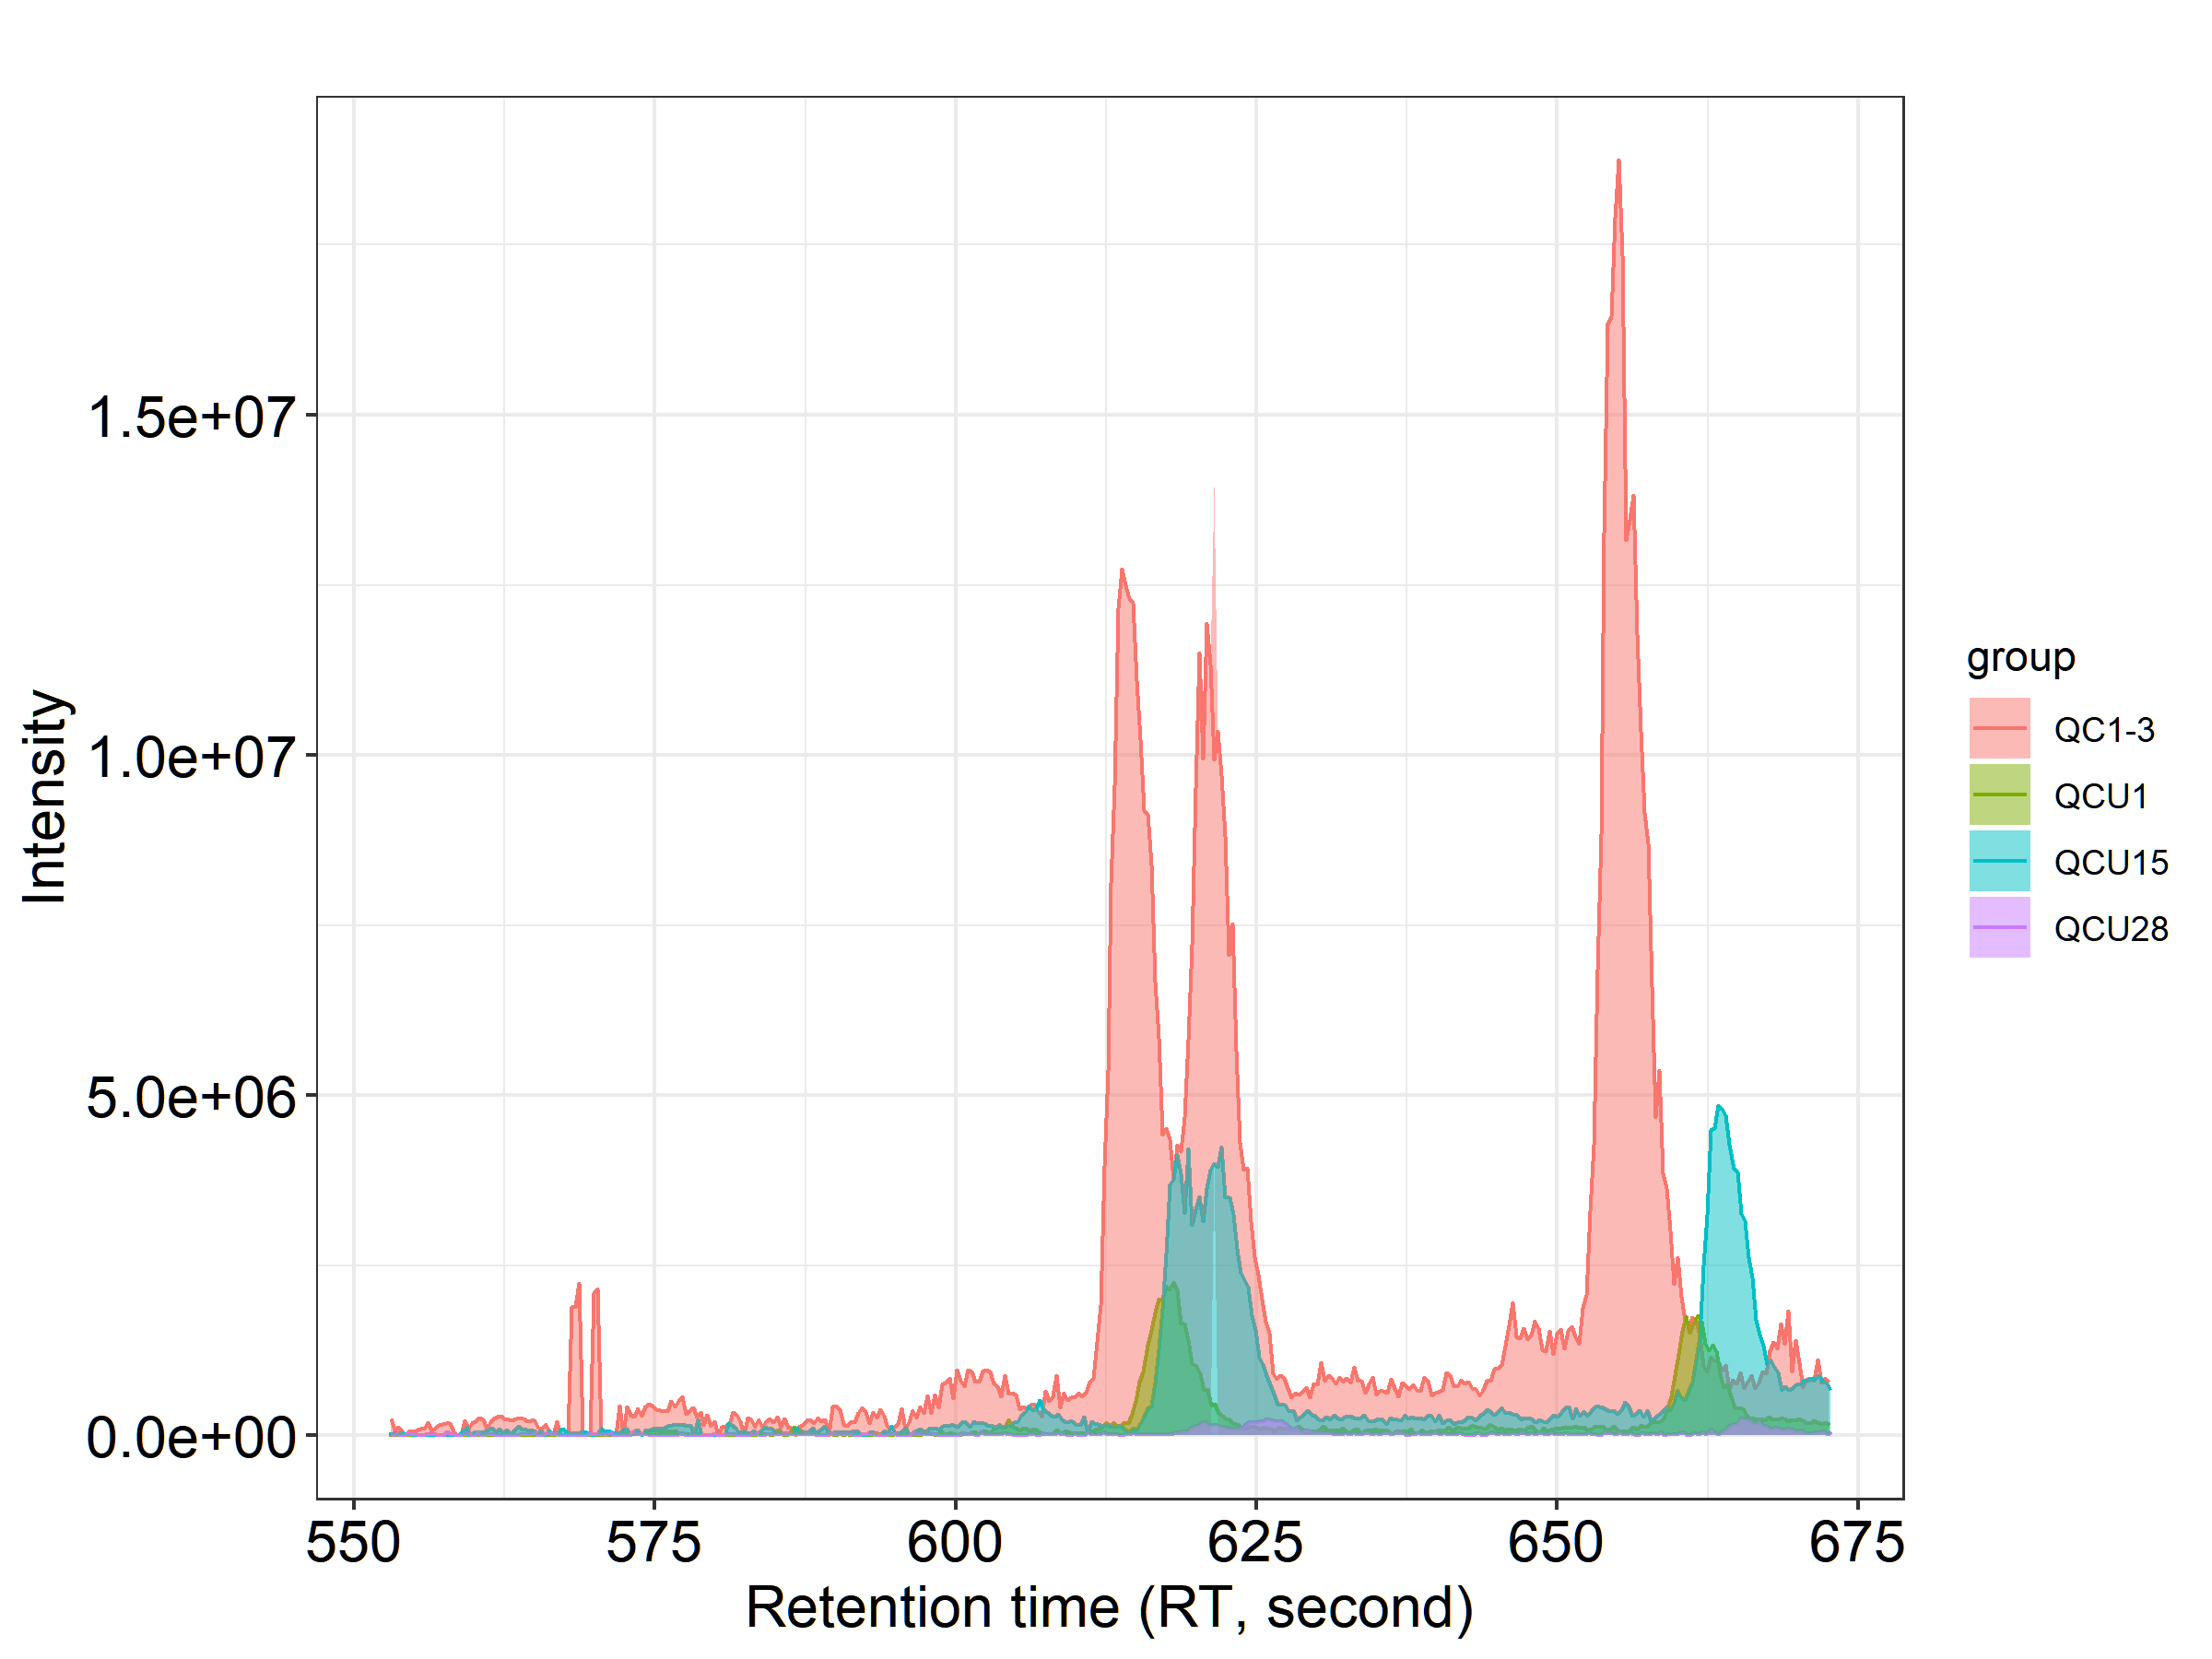 Intensity
1.5e+07
1.0e+07
5.0e+06
0.0e+00
550 575 600 625 650 675
Retention time (RT, second)
group
QC1-3
QCU1
QCU15
QCU28